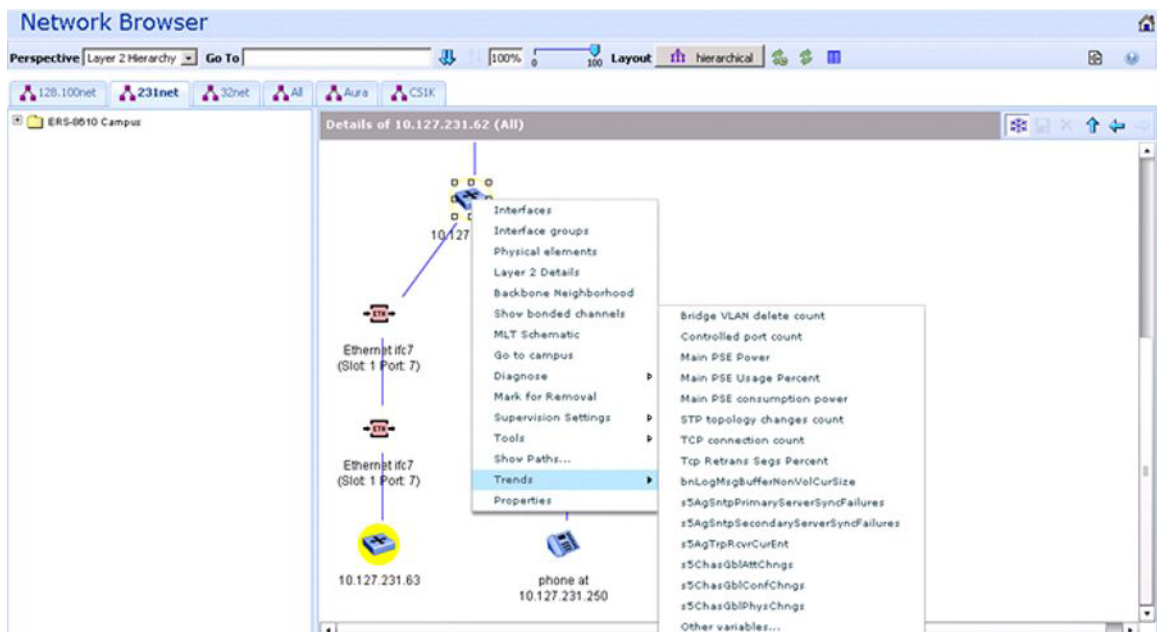 Network Browser
Perspective Layer 2 Hierarchy Go To 100% 0 100 Layout hierarchical
128.100net 231net 32net All Aura CS1K
ERS-8610 Campus
Details of 10.127.231.62 (All)
10.127
Interfaces
Interface groups
Physical elements
Layer 2 Details
Backbone Neighborhood
Show bonded channels
MLT Schematic
Go to campus
Diagnose
Mark for Removal
Supervision Settings
Tools
Show Paths...
Trends
Properties
Bridge VLAN delete count
Controlled port count
Main PSE Power
Main PSE Usage Percent
Main PSE consumption power
STP topology changes count
TCP connection count
Tcp Retrans Segs Percent
bnLogMsgBufferNonVolCurSize
s5AgSntpPrimaryServerSyncFailures
s5AgSntpSecondaryServerSyncFailures
s5AgTrpRcvrCurEnt
s5ChasGblAttChngs
s5ChasGblConfChngs
s5ChasGblPhysChngs
Other variables...
ETH
Ethernet ifc7
(Slot: 1 Port: 7)
ETH
Ethernet ifc7
(Slot: 1 Port: 7)
10.127.231.63
phone at
10.127.231.250